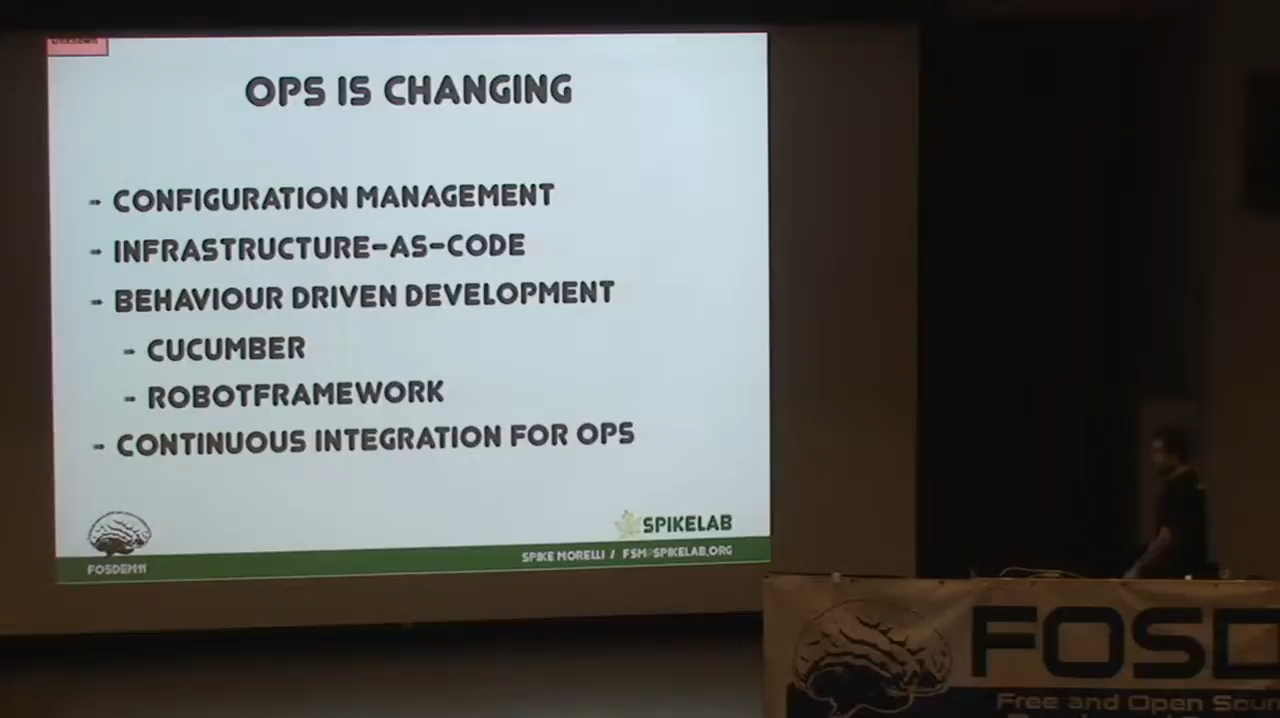 Unknown
OPS IS CHANGING
- CONFIGURATION MANAGEMENT
- INFRASTRUCTURE-AS-CODE
- BEHAVIOUR DRIVEN DEVELOPMENT
- CUCUMBER
- ROBOTFRAMEWORK
- CONTINUOUS INTEGRATION FOR OPS
SPIKELAB
FOSDEM11
SPIKE MORELLI / FSM@SPIKELAB.ORG
FOSD
Free and Open Sour